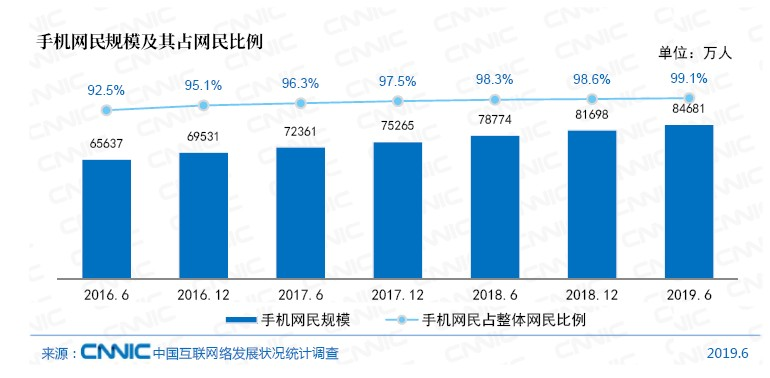 手机网民规模及其占网民比例
单位：万人
92.5% 95.1% 96.3% 97.5% 98.3% 98.6% 99.1%
65637 69531 72361 75265 78774 81698 84681
2016.6 2016.12 2017.6 2017.12 2018.6 2018.12 2019.6
手机网民规模 手机网民占整体网民比例
来源：CNNIC 中国互联网络发展状况统计调查 2019.6